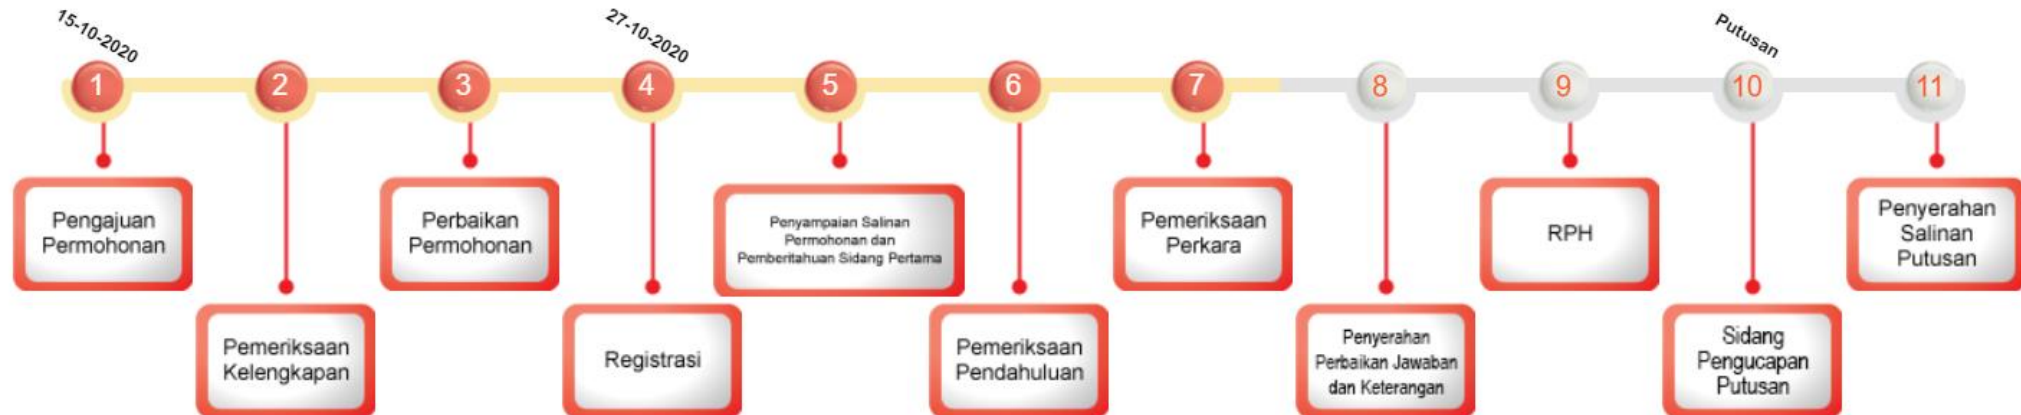 15-10-2020
27-10-2020
Putusan
1
2
3
4
5
6
7
8
9
10
11
Pengajuan
Permohonan
Pemeriksaan
Kelengkapan
Perbaikan
Permohonan
Registrasi
Penyampaian Salinan
Permohonan dan
Pemberitahuan Sidang Pertama
Pemeriksaan
Pendahuluan
Pemeriksaan
Perkara
Penyerahan
Perbaikan Jawaban
dan Keterangan
RPH
Sidang
Pengucapan
Putusan
Penyerahan
Salinan
Putusan